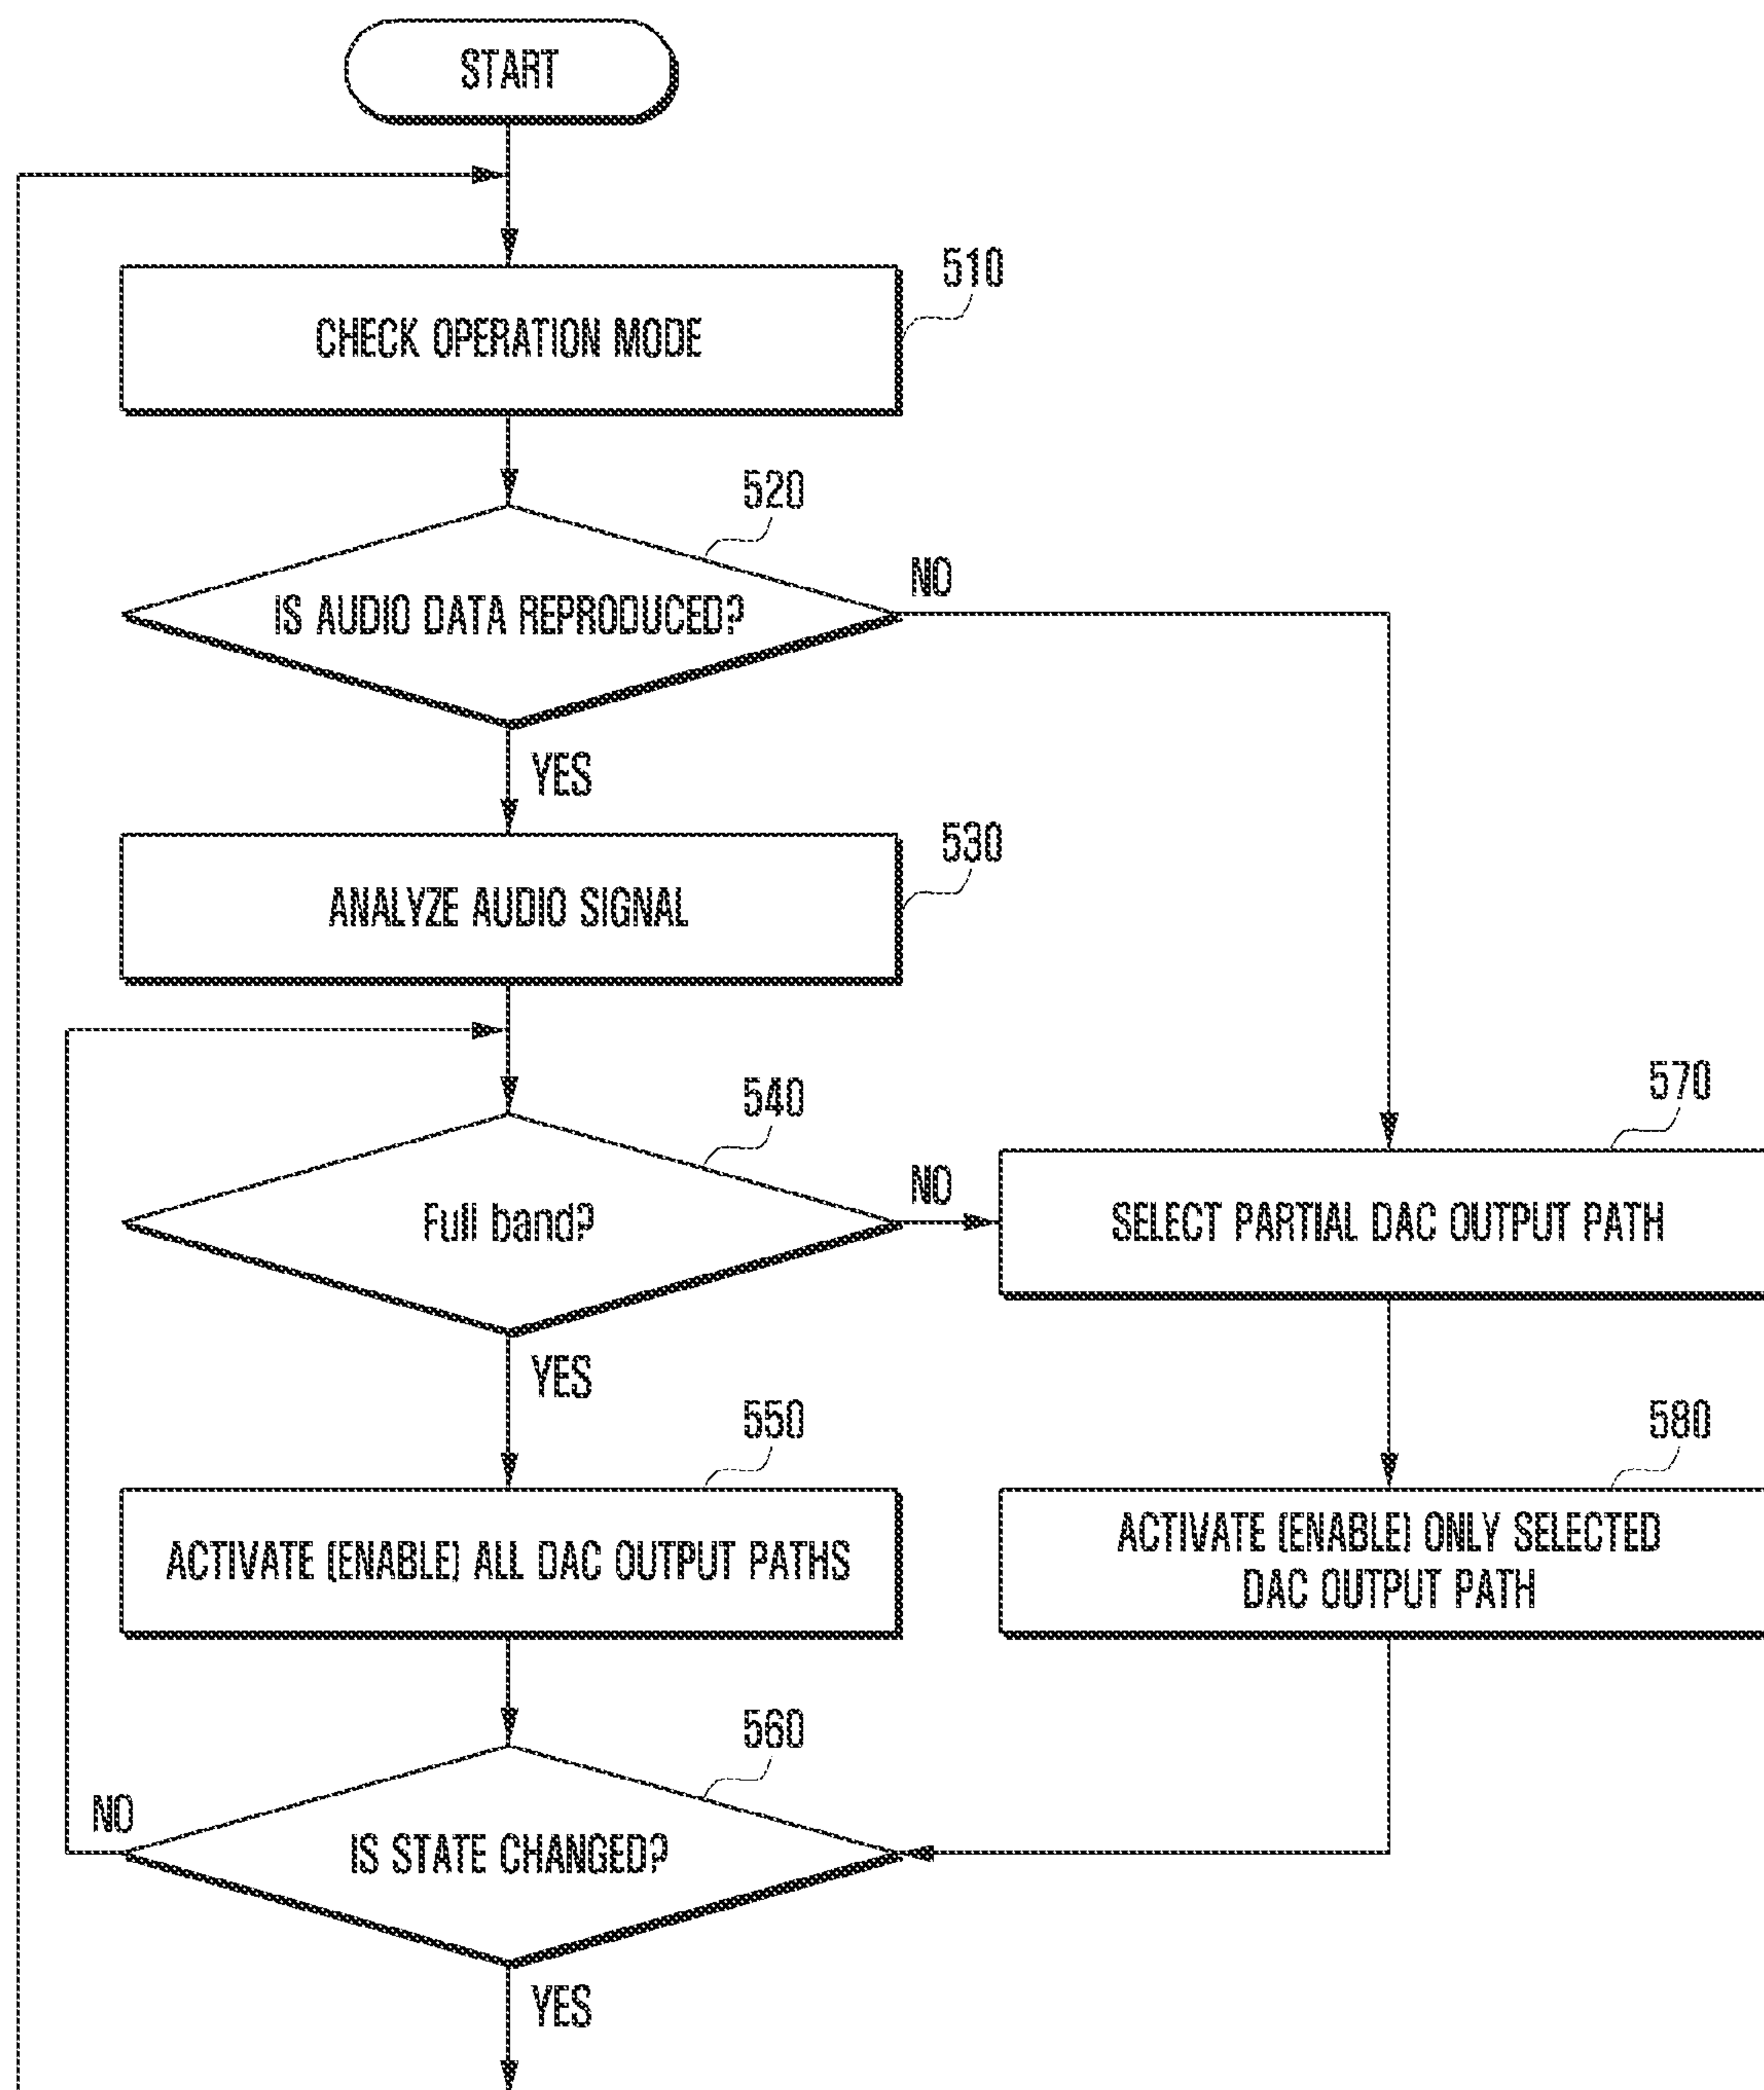 START
510
CHECK OPERATION MODE
520
IS AUDIO DATA REPRODUCED?
NO
YES
530
ANALYZE AUDIO SIGNAL
540
Full band?
NO
570
SELECT PARTIAL DAC OUTPUT PATH
YES
550
ACTIVATE (ENABLE) ALL DAC OUTPUT PATHS
580
ACTIVATE (ENABLE) ONLY SELECTED
DAC OUTPUT PATH
560
NO
IS STATE CHANGED?
YES